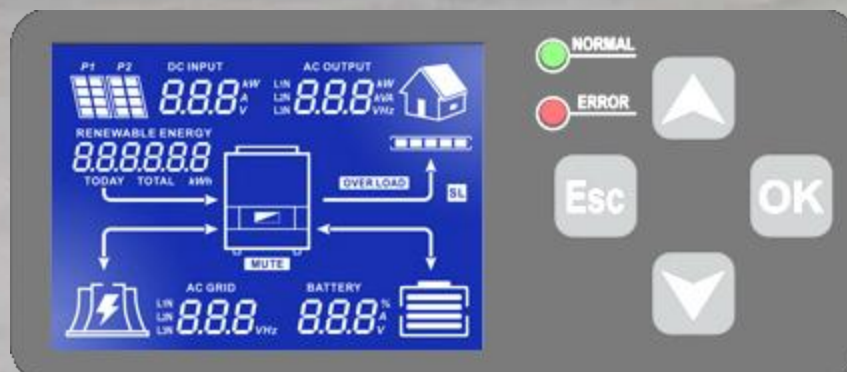 P1 P2 DC INPUT AC OUTPUT
8.8.8 kW A V L1N L2N L3N 8.8.8 kW kVA VHz
RENEWABLE ENERGY
8.8.8.8.8.8
TODAY TOTAL kWh
OVER LOAD
SL
MUTE
AC GRID BATTERY
L1N L2N L3N 8.8.8 VHz 8.8.8 % A V
NORMAL
ERROR
Esc OK